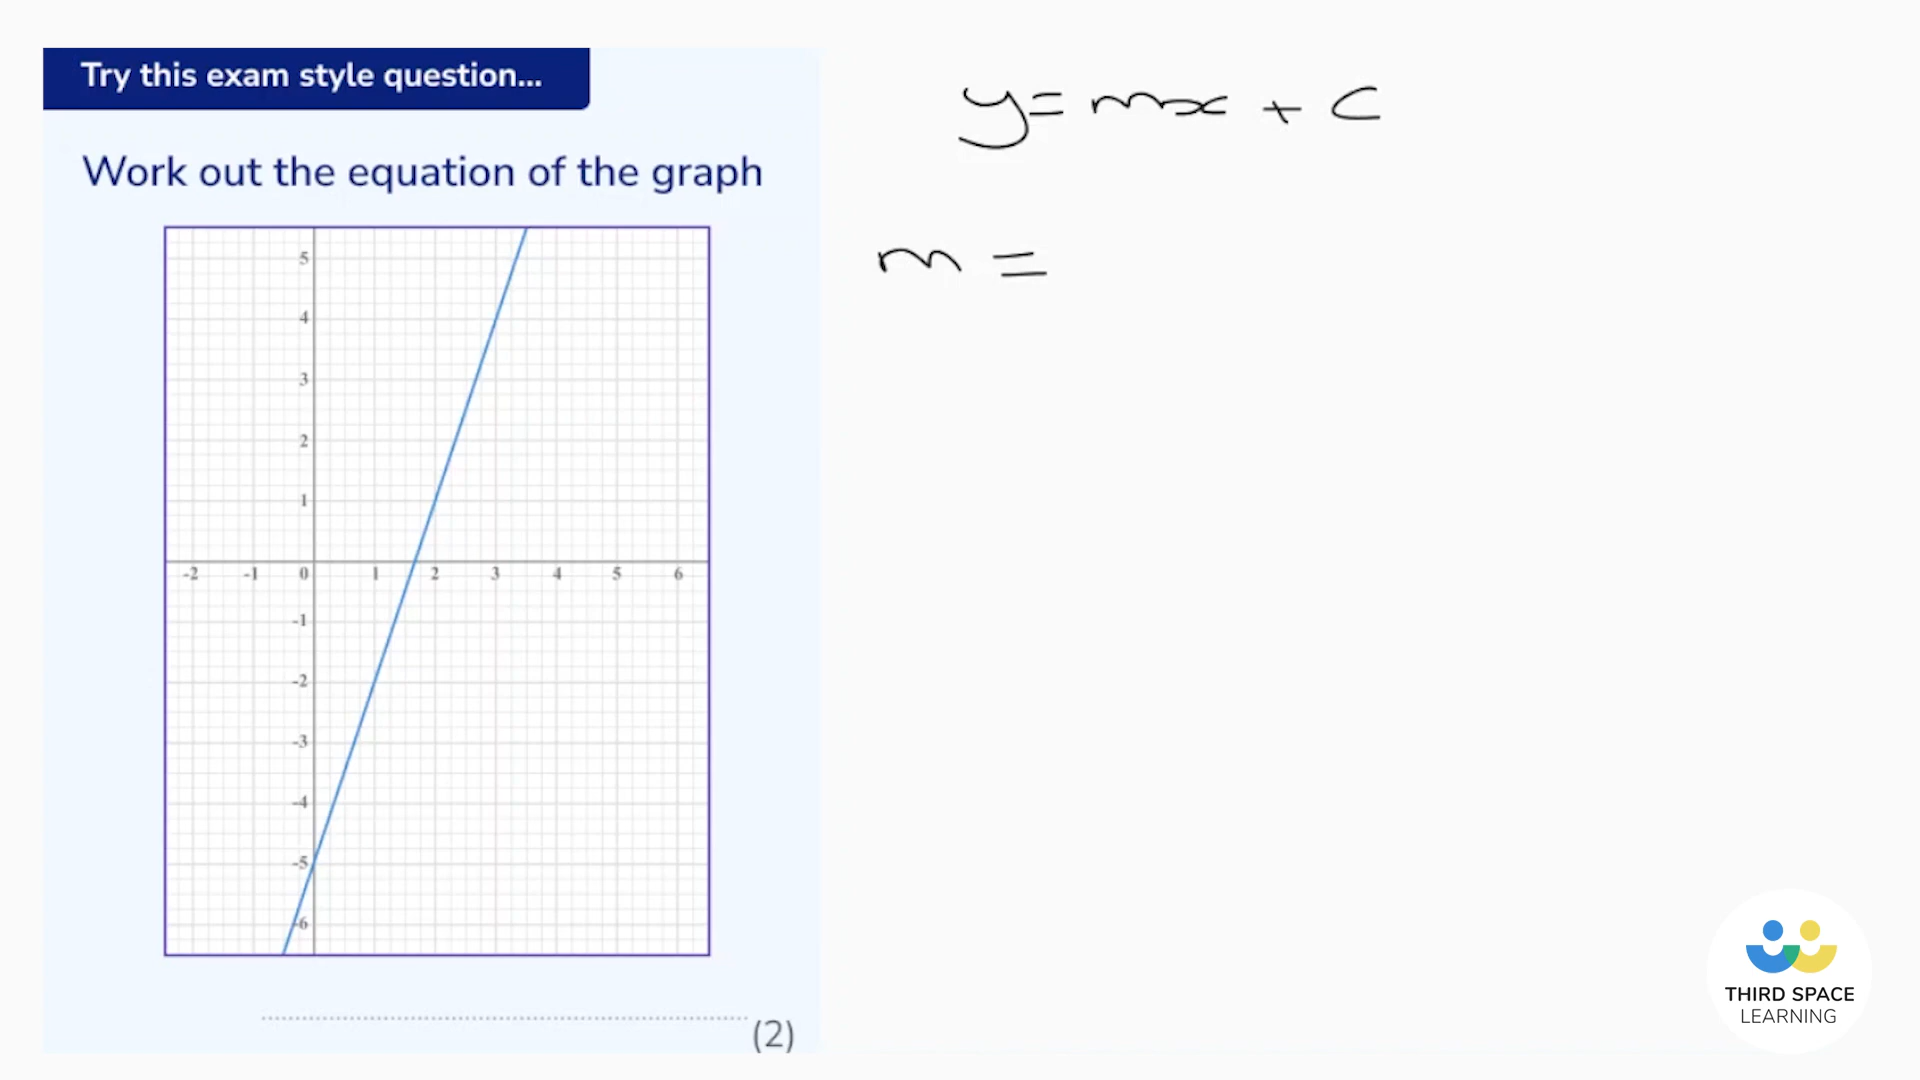 Try this exam style question...
y = mx + c
Work out the equation of the graph
m =
5
4
3
2
1
-2 -1 0 1 2 3 4 5 6
-1
-2
-3
-4
-5
-6
(2)
THIRD SPACE
LEARNING